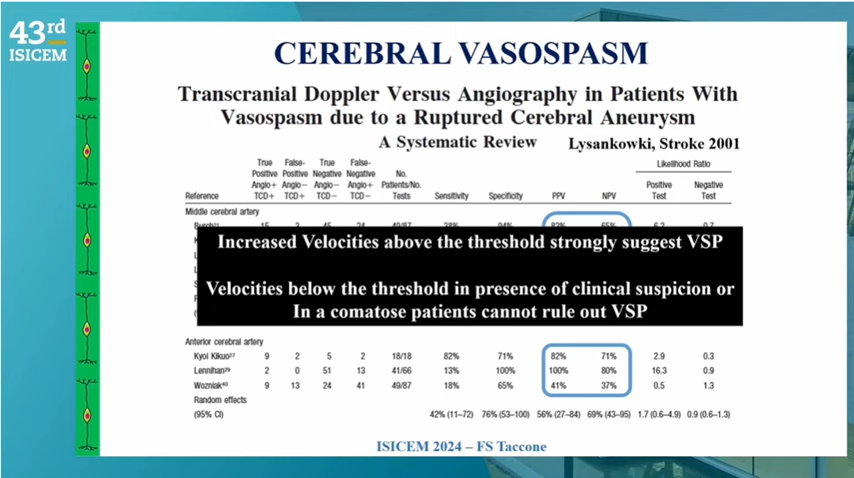 43rd
ISICEM
CEREBRAL VASOSPASM
Transcranial Doppler Versus Angiography in Patients With
Vasospasm due to a Ruptured Cerebral Aneurysm
A Systematic Review Lysankowki, Stroke 2001
True False- True False- Likelihood Ratio
Positive Positive Negative Negative No.
Angio+ Angio− Angio− Angio+ Patients/No. Positive Negative
Reference TCD+ TCD+ TCD− TCD− Tests Sensitivity Specificity PPV NPV Test Test
Middle cerebral artery
Increased Velocities above the threshold strongly suggest VSP
Velocities below the threshold in presence of clinical suspicion or
In a comatose patients cannot rule out VSP
Anterior cerebral artery
Kyoi Kikuo27 9 2 5 2 18/18 82% 71% 82% 71% 2.9 0.3
Lennihan29 2 0 51 13 41/66 13% 100% 100% 80% 16.3 0.9
Wozniak40 9 13 24 41 49/87 18% 65% 41% 37% 0.5 1.3
Random effects
(95% CI) 42% (11–72) 76% (53–100) 56% (27–84) 69% (43–95) 1.7 (0.6–4.9) 0.9 (0.6–1.3)
ISICEM 2024 – FS Taccone